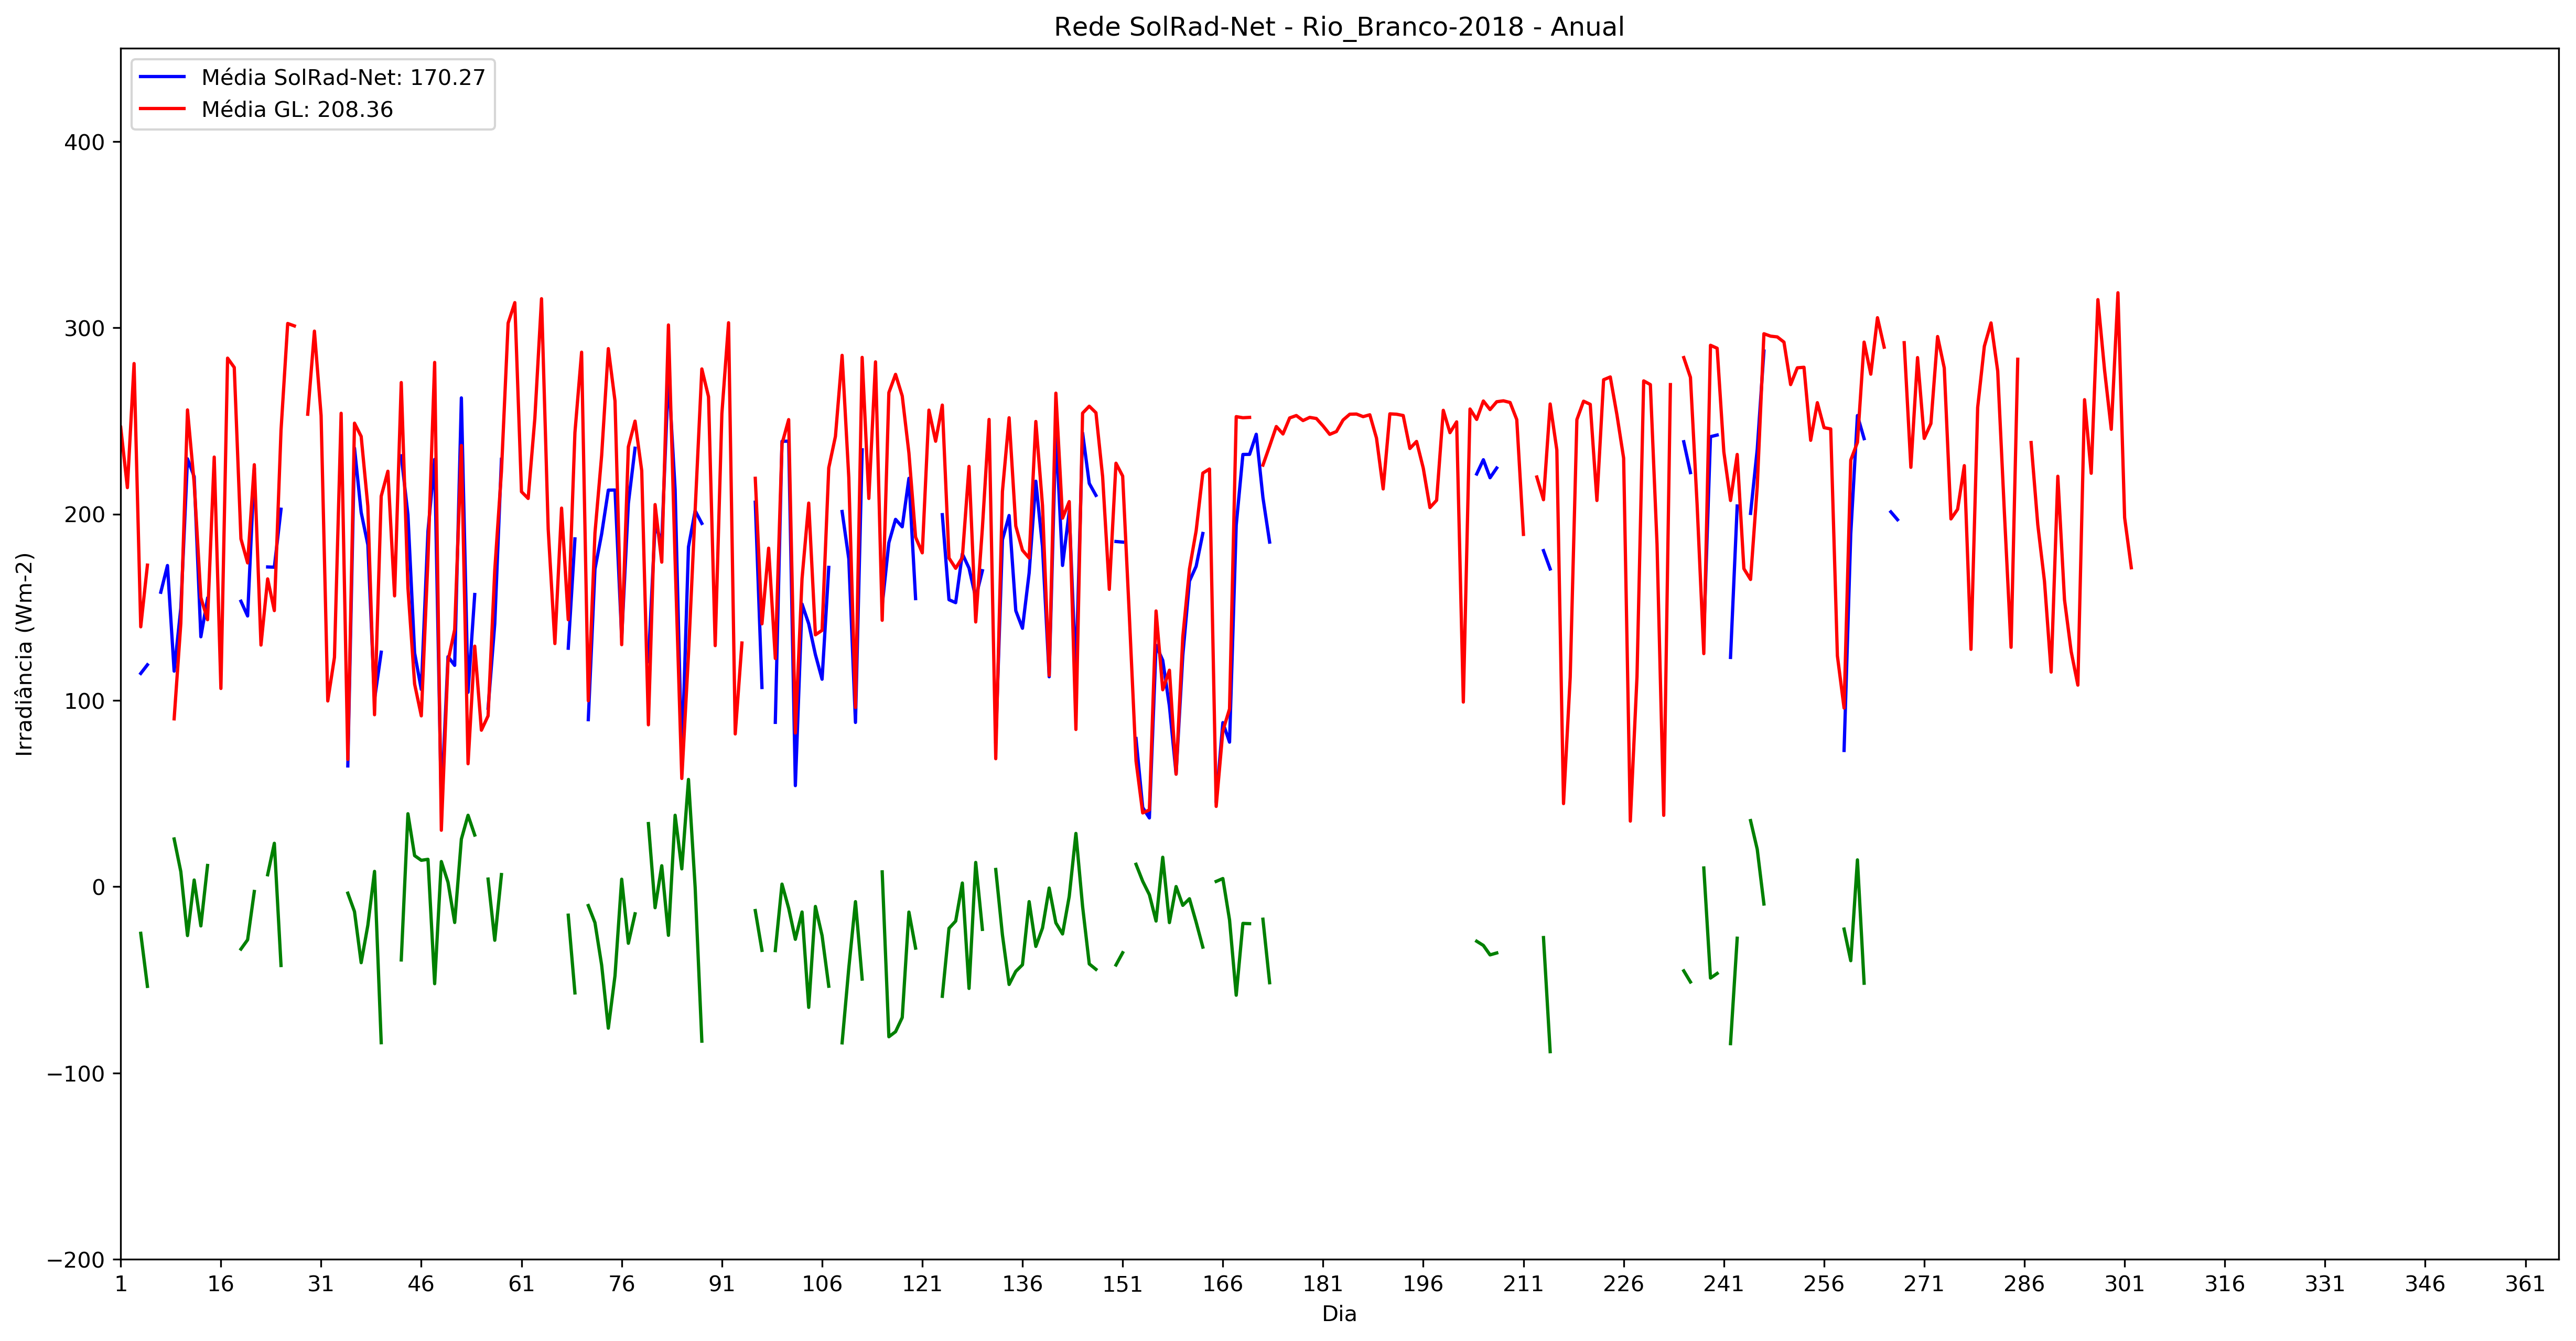 Rede SolRad-Net - Rio_Branco-2018 - Anual
Média SolRad-Net: 170.27
Média GL: 208.36
400
300
200
100
0
−100
−200
Irradiância (Wm-2)
1 16 31 46 61 76 91 106 121 136 151 166 181 196 211 226 241 256 271 286 301 316 331 346 361
Dia